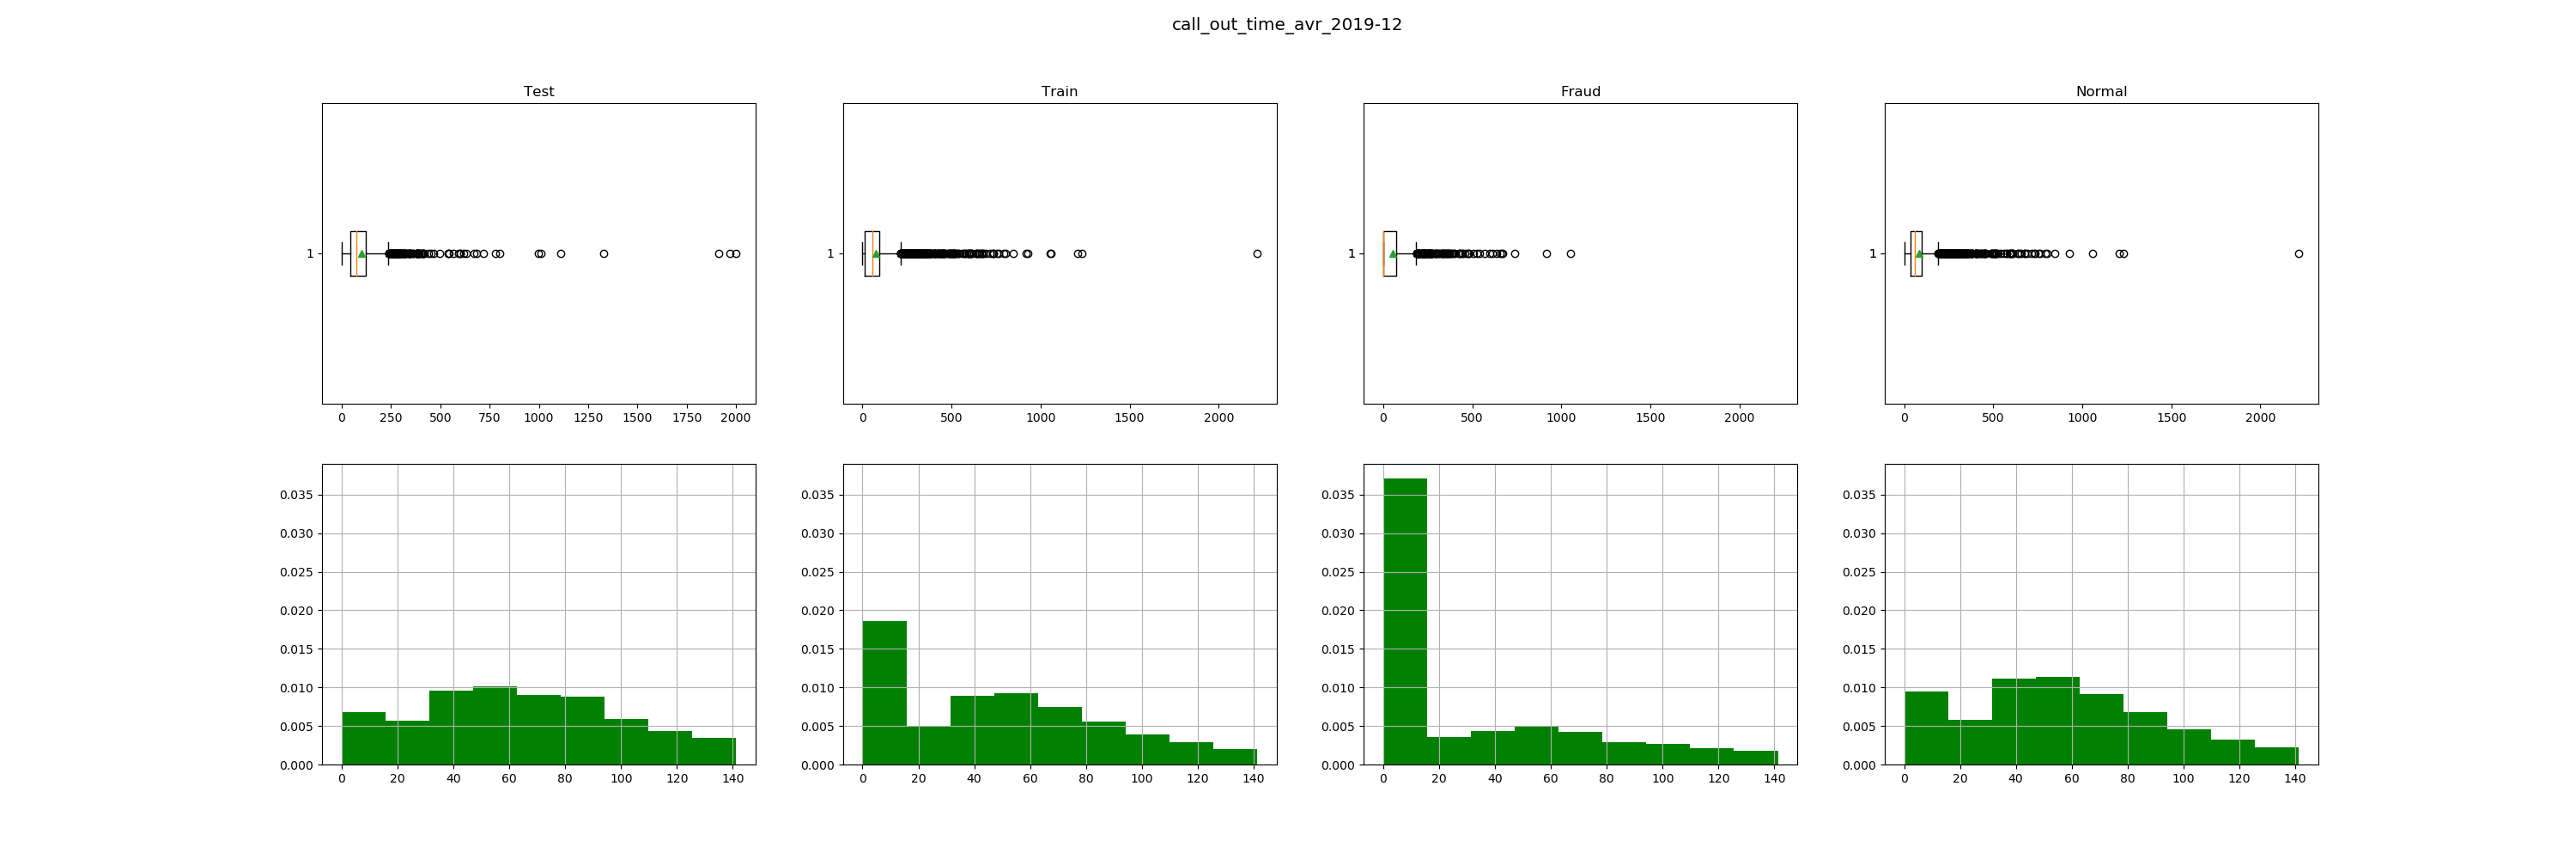 call_out_time_avr_2019-12
Test Train Fraud Normal
1 1 1 1
0 250 500 750 1000 1250 1500 1750 2000 0 500 1000 1500 2000 0 500 1000 1500 2000 0 500 1000 1500 2000
0.035 0.035 0.035 0.035
0.030 0.030 0.030 0.030
0.025 0.025 0.025 0.025
0.020 0.020 0.020 0.020
0.015 0.015 0.015 0.015
0.010 0.010 0.010 0.010
0.005 0.005 0.005 0.005
0.000 0.000 0.000 0.000
0 20 40 60 80 100 120 140 0 20 40 60 80 100 120 140 0 20 40 60 80 100 120 140 0 20 40 60 80 100 120 140